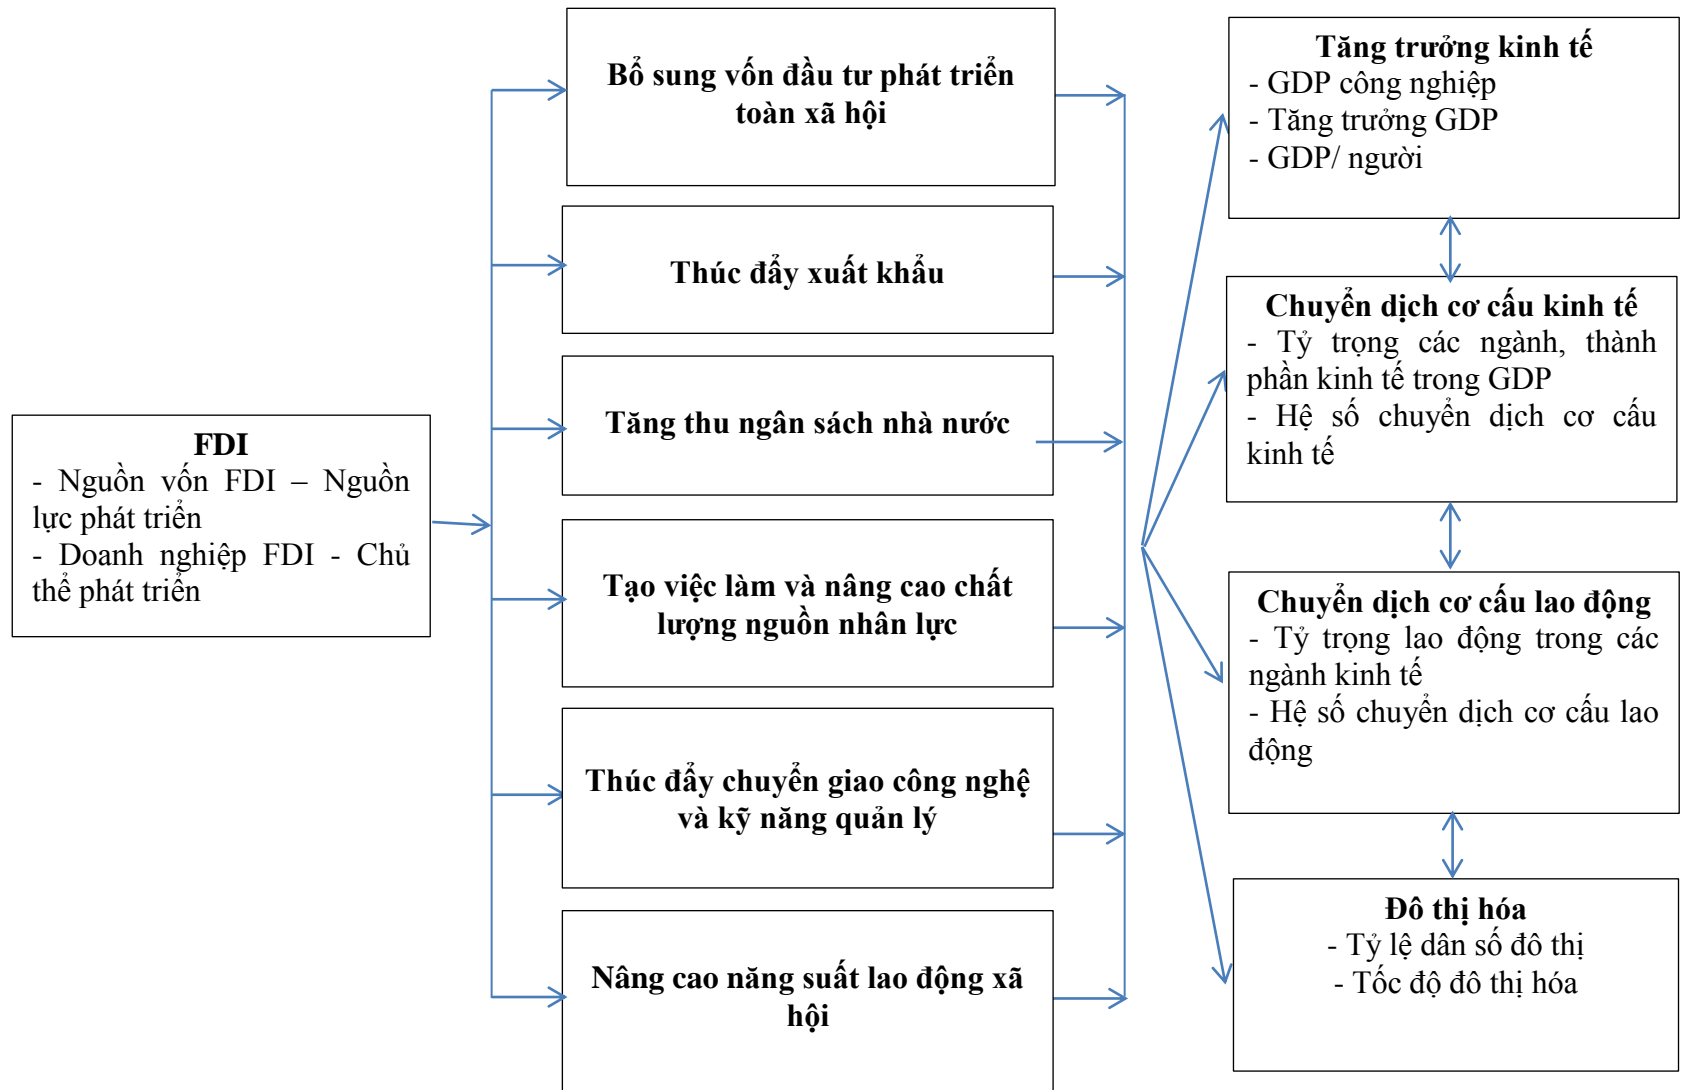 FDI
- Nguồn vốn FDI – Nguồn
lực phát triển
- Doanh nghiệp FDI - Chủ
thể phát triển
Bổ sung vốn đầu tư phát triển
toàn xã hội
Thúc đẩy xuất khẩu
Tăng thu ngân sách nhà nước
Tạo việc làm và nâng cao chất
lượng nguồn nhân lực
Thúc đẩy chuyển giao công nghệ
và kỹ năng quản lý
Nâng cao năng suất lao động xã
hội
Tăng trưởng kinh tế
- GDP công nghiệp
- Tăng trưởng GDP
- GDP/ người
Chuyển dịch cơ cấu kinh tế
- Tỷ trọng các ngành, thành
phần kinh tế trong GDP
- Hệ số chuyển dịch cơ cấu
kinh tế
Chuyển dịch cơ cấu lao động
- Tỷ trọng lao động trong các
ngành kinh tế
- Hệ số chuyển dịch cơ cấu lao
động
Đô thị hóa
- Tỷ lệ dân số đô thị
- Tốc độ đô thị hóa